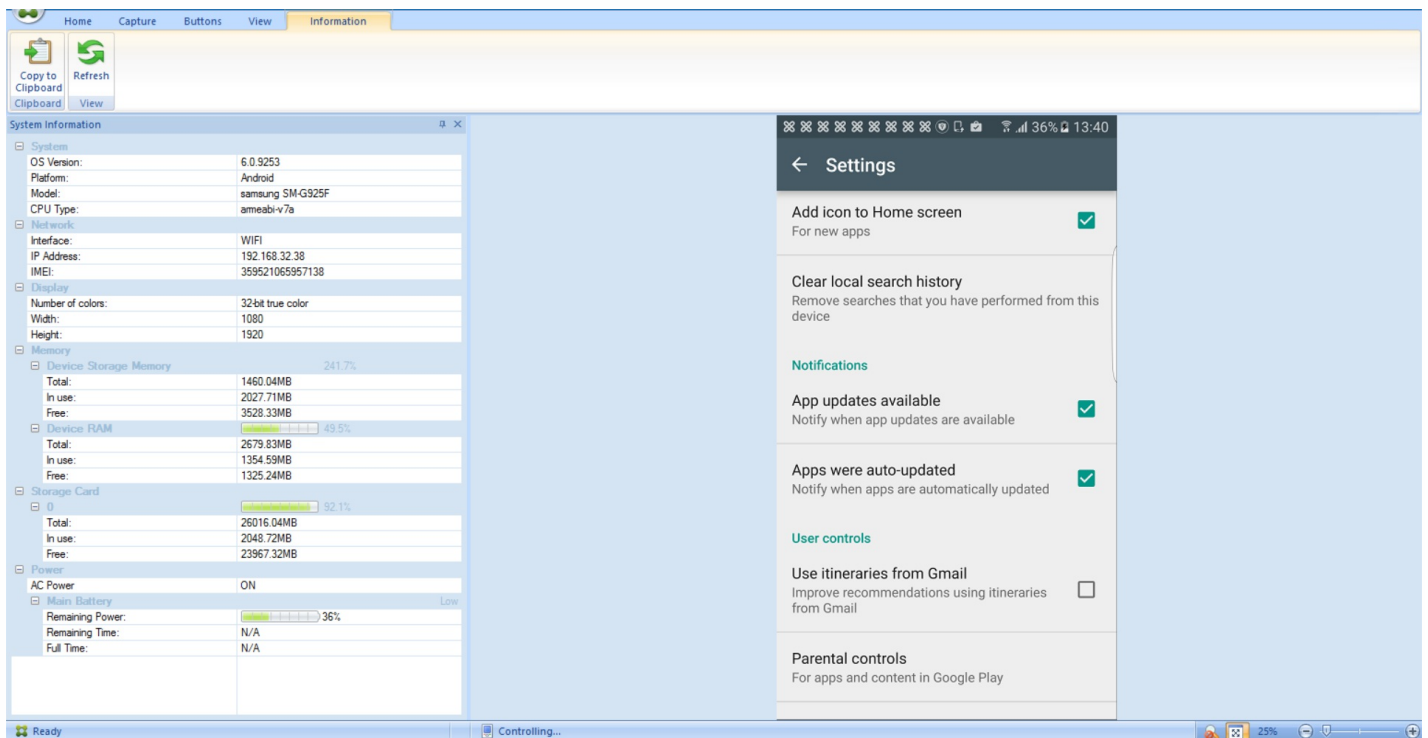 Home Capture Buttons View Information
Copy to Clipboard
Refresh
Clipboard View
System Information
System
OS Version: 6.0.9253
Platform: Android
Model: samsung SM-G925F
CPU Type: armeabi-v7a
Network
Interface: WIFI
IP Address: 192.168.32.38
IMEI: 359521065957138
Display
Number of colors: 32-bit true color
Width: 1080
Height: 1920
Memory
Device Storage Memory 241.7%
Total: 1460.04MB
In use: 2027.71MB
Free: 3528.33MB
Device RAM 49.5%
Total: 2679.83MB
In use: 1354.59MB
Free: 1325.24MB
Storage Card
0 92.1%
Total: 26016.04MB
In use: 2048.72MB
Free: 23967.32MB
Power
AC Power ON
Main Battery Low
Remaining Power: 36%
Remaining Time: N/A
Full Time: N/A
36% 13:40
Settings
Add icon to Home screen
For new apps
Clear local search history
Remove searches that you have performed from this
device
Notifications
App updates available
Notify when app updates are available
Apps were auto-updated
Notify when apps are automatically updated
User controls
Use itineraries from Gmail
Improve recommendations using itineraries
from Gmail
Parental controls
For apps and content in Google Play
Ready Controlling... 25%